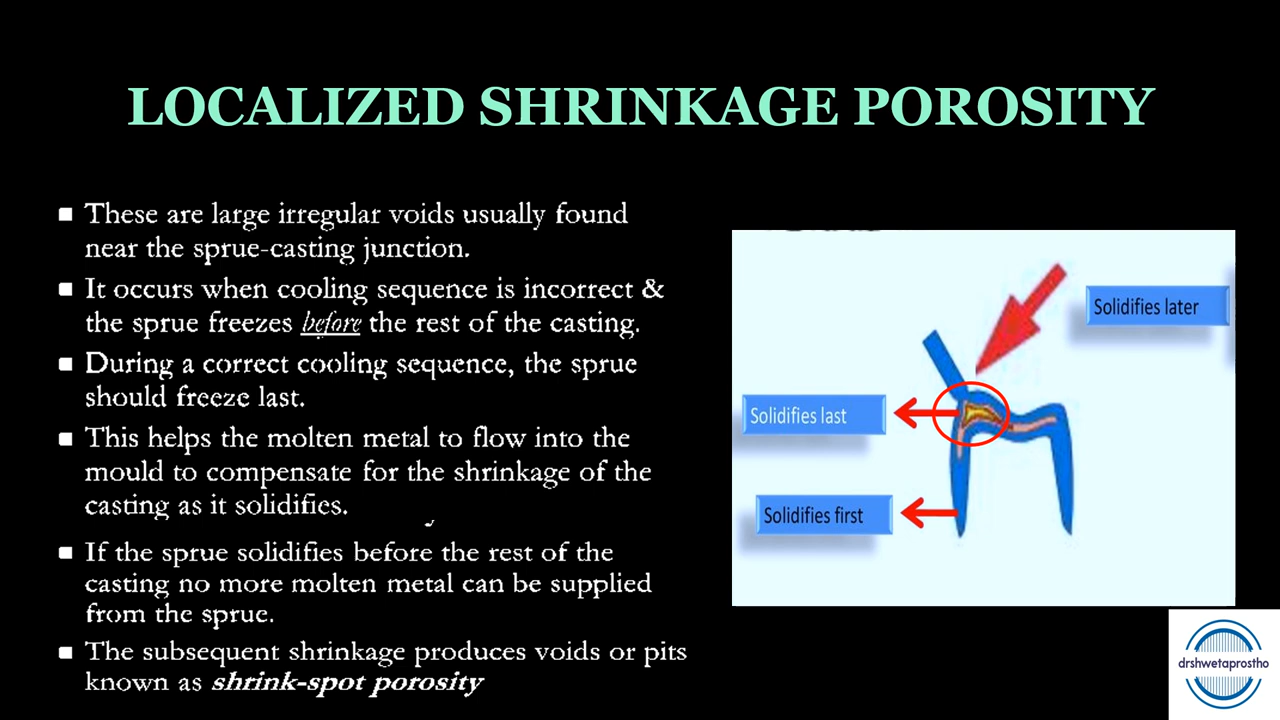 LOCALIZED SHRINKAGE POROSITY
These are large irregular voids usually found
near the sprue-casting junction.
It occurs when cooling sequence is incorrect &
the sprue freezes before the rest of the casting.
During a correct cooling sequence, the sprue
should freeze last.
This helps the molten metal to flow into the
mould to compensate for the shrinkage of the
casting as it solidifies.
If the sprue solidifies before the rest of the
casting no more molten metal can be supplied
from the sprue.
The subsequent shrinkage produces voids or pits
known as shrink-spot porosity
Solidifies later
Solidifies last
Solidifies first
drshwetaprostho